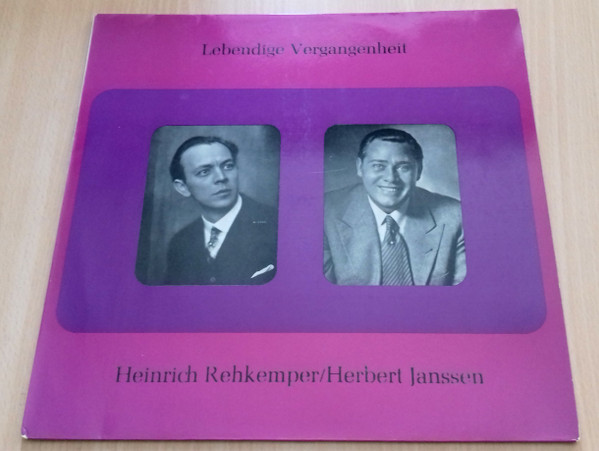 Lebendige Vergangenheit
Heinrich Rehkemper/Herbert Janssen